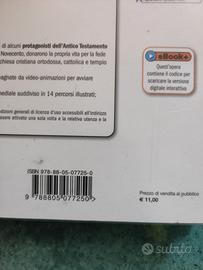 di alcuni protagonisti dell'Antico Testamento
Novecento, donarono la propria vita per la fede
chiesa cristiana ortodossa, cattolica e tempio
pagnate da video-animazioni per avviare
mediale suddiviso in 14 percorsi illustrati;
dizioni generali di licenza d'uso accessibili all'indirizzo
ssere attivato una sola volta e la relativa utenza è la
eBook+
Quest'opera
contiene il codice per
scaricare la versione
digitale interattiva
ISBN 978-88-05-07725-0
9 788805 077250
Prezzo di vendita al pubblico
€ 11,00
subito